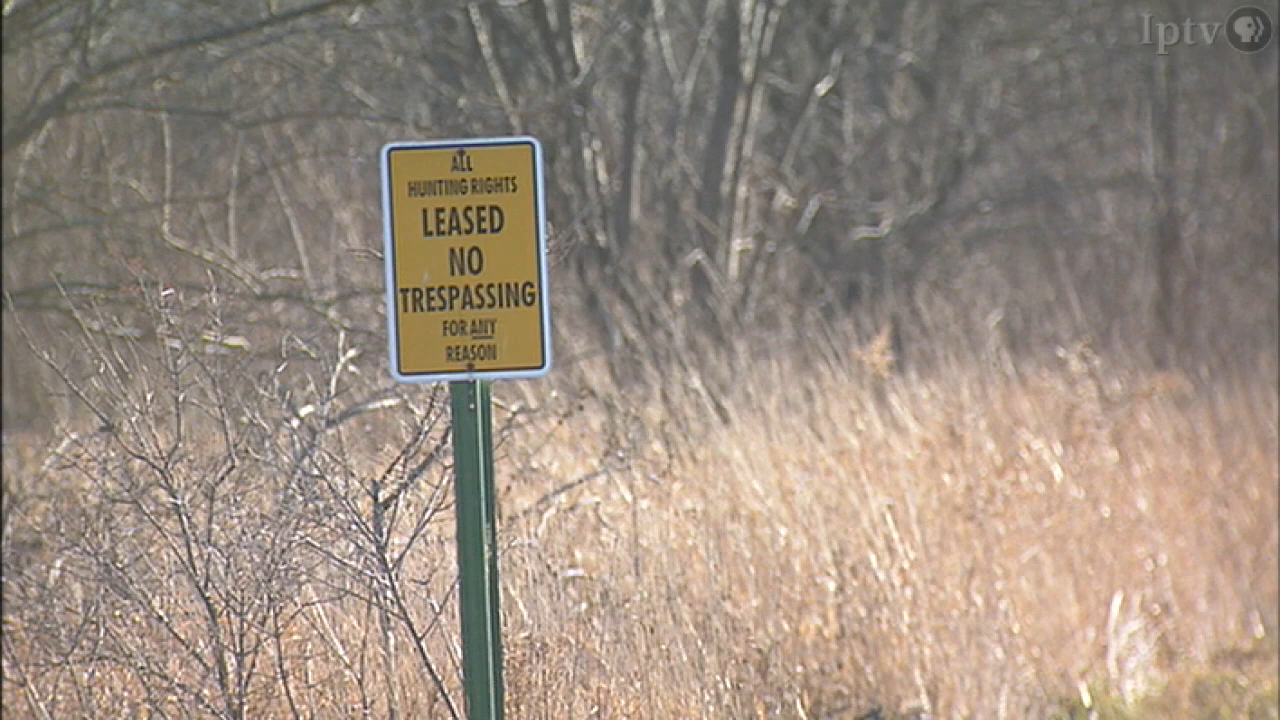 Iptv
ALL
HUNTING RIGHTS
LEASED
NO
TRESPASSING
FOR ANY
REASON